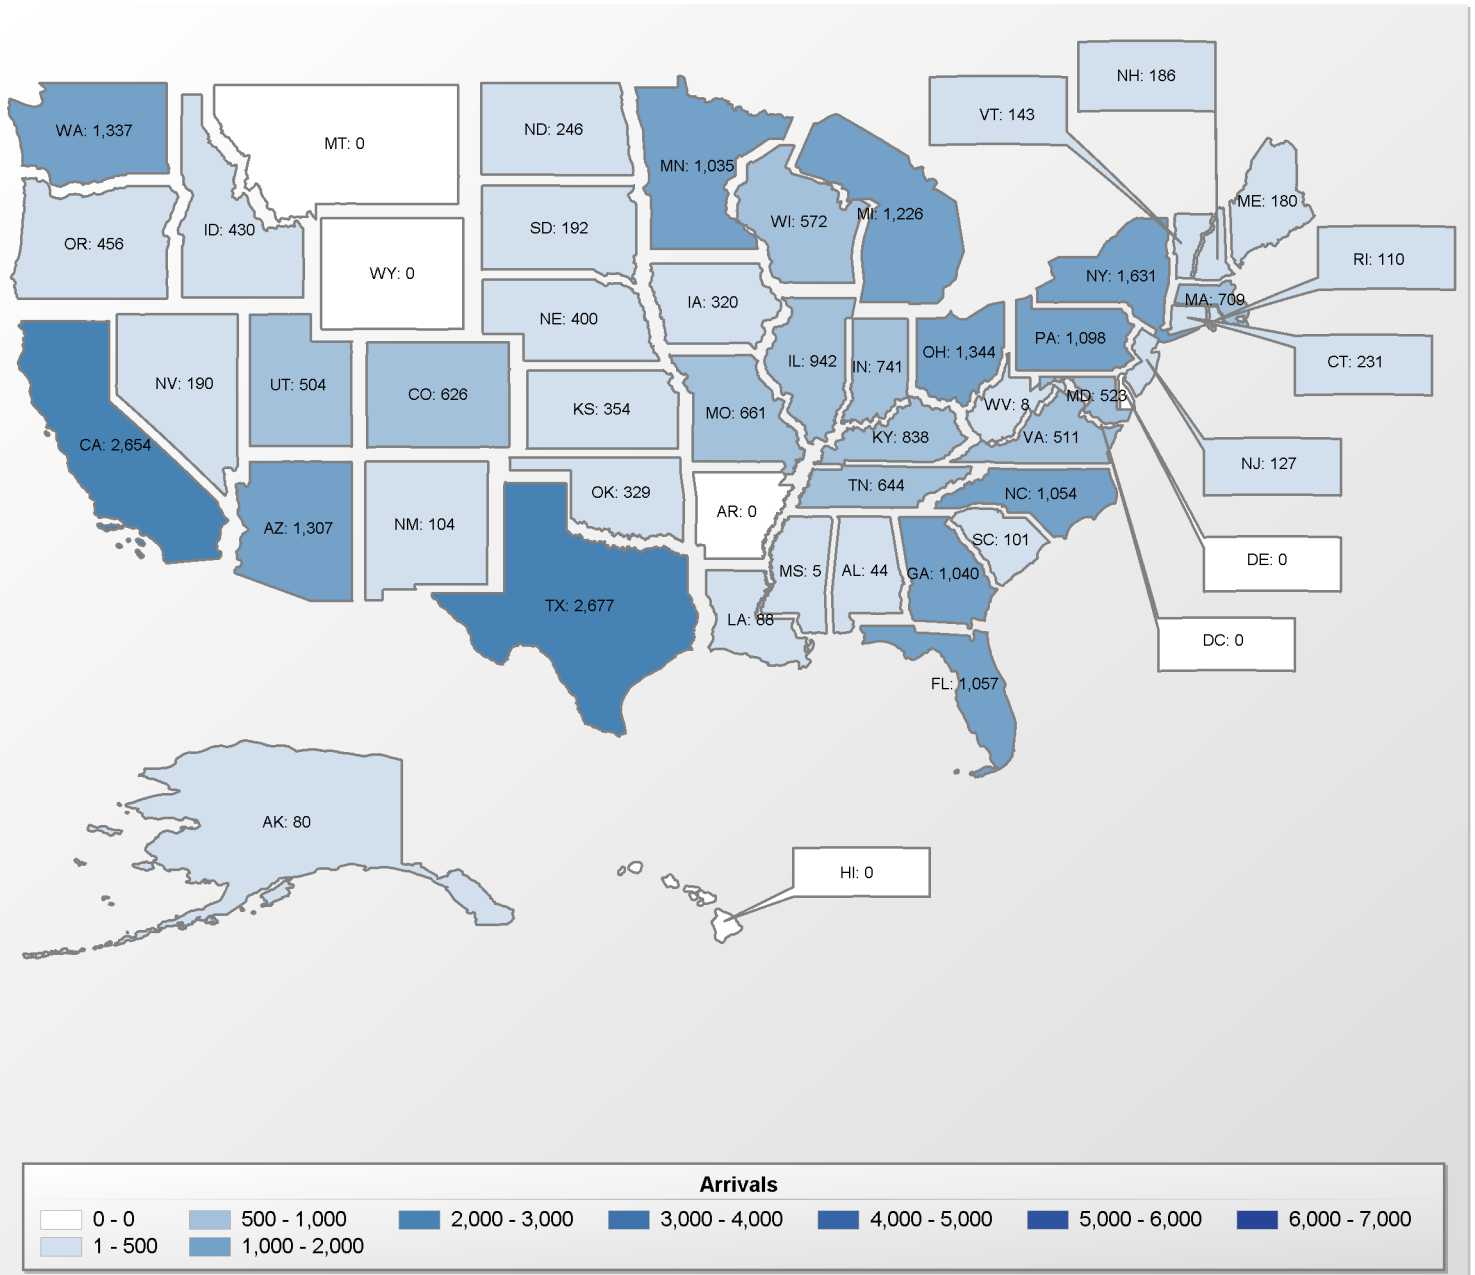 NH: 186
VT: 143
WA: 1,337
ND: 246
MT: 0
MN: 1,035
ME: 180
MI: 1,226
WI: 572
SD: 192
ID: 430
OR: 456
RI: 110
WY: 0
NY: 1,631
MA: 709
IA: 320
NE: 400
PA: 1,098
OH: 1,344
CT: 231
IL: 942
IN: 741
NV: 190
UT: 504
CO: 626
MD: 523
WV: 8
KS: 354
MO: 661
KY: 838
VA: 511
CA: 2,654
NJ: 127
TN: 644
OK: 329
NC: 1,054
AR: 0
NM: 104
AZ: 1,307
SC: 101
DE: 0
MS: 5
AL: 44
GA: 1,040
TX: 2,677
LA: 88
DC: 0
FL: 1,057
AK: 80
HI: 0
Arrivals
0 - 0
500 - 1,000
2,000 - 3,000
3,000 - 4,000
4,000 - 5,000
5,000 - 6,000
6,000 - 7,000
1 - 500
1,000 - 2,000